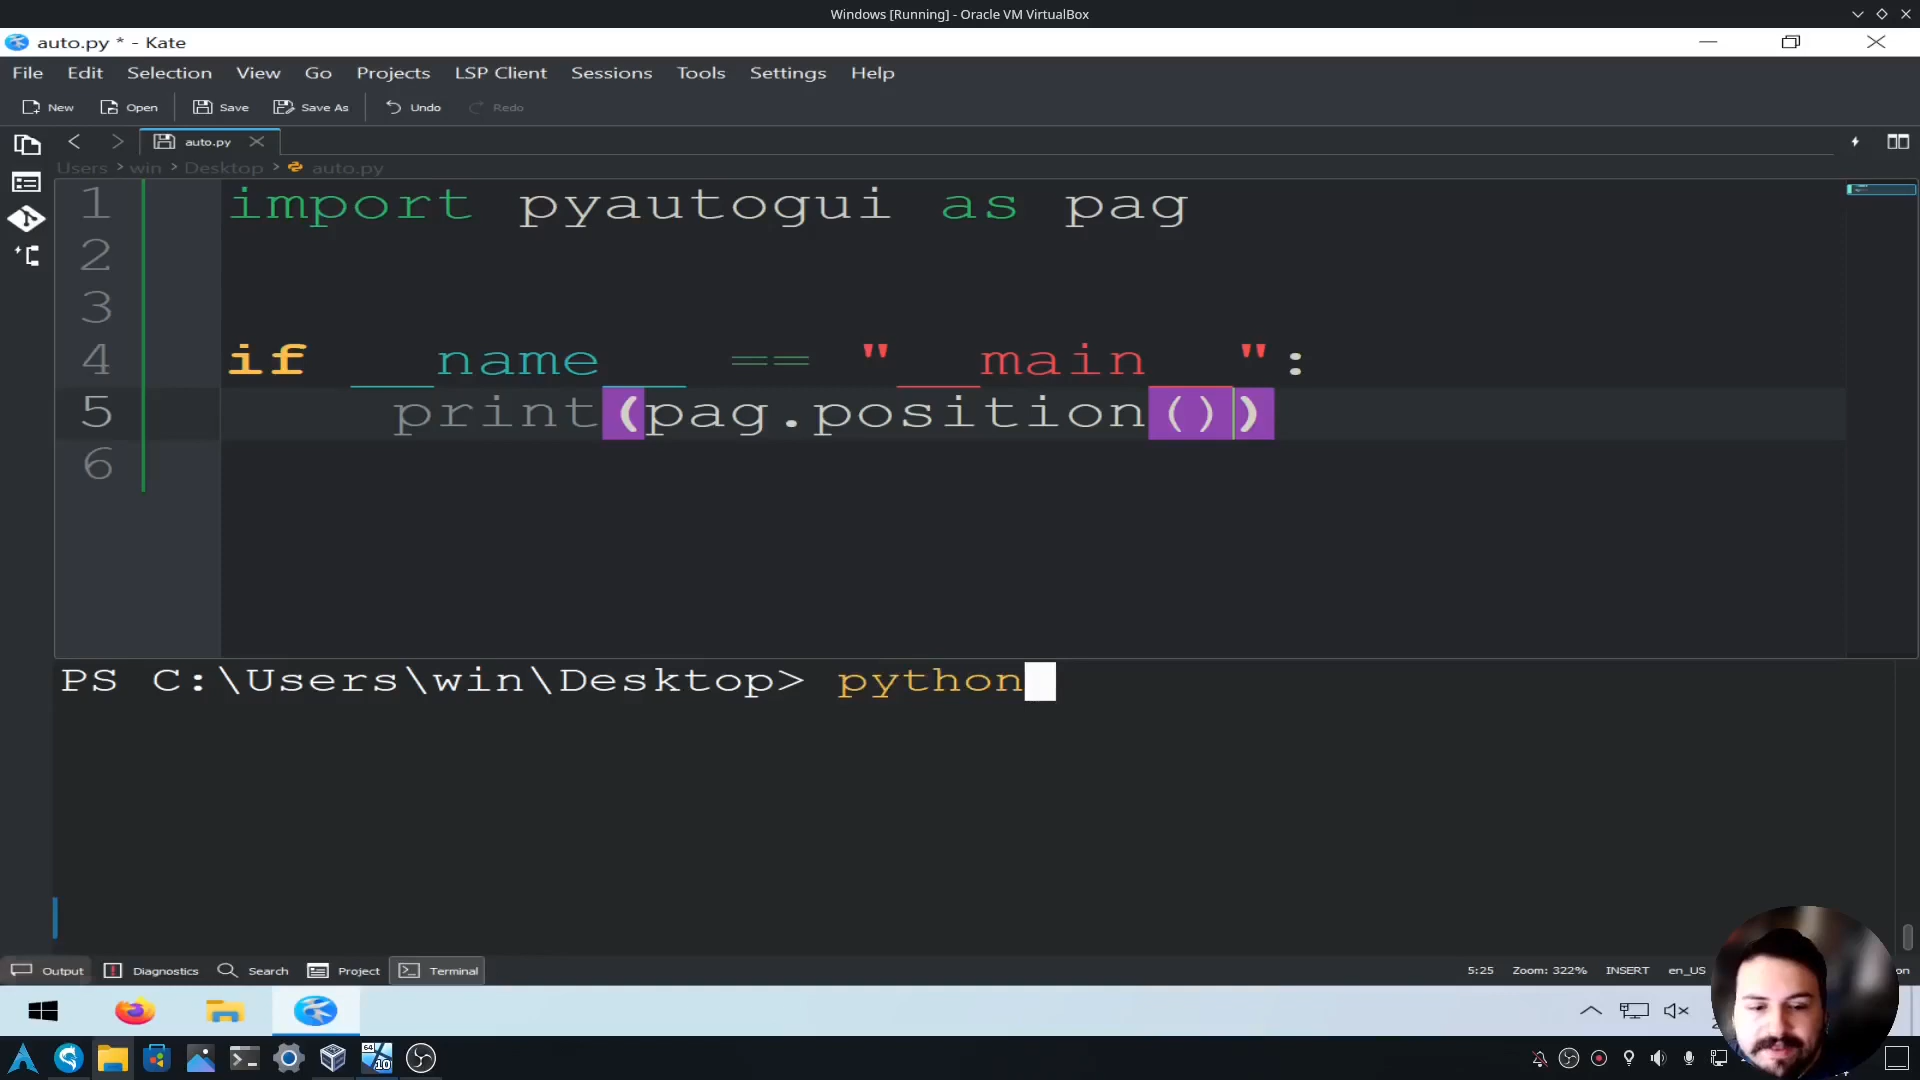 Windows [Running] - Oracle VM VirtualBox
auto.py * - Kate
File Edit Selection View Go Projects LSP Client Sessions Tools Settings Help
New Open Save Save As Undo Redo
auto.py
Users > win > Desktop > auto.py
1 import pyautogui as pag
2
3
4 if __name__ == "__main__":
5 print(pag.position())
6
PS C:\Users\win\Desktop> python
Output Diagnostics Search Project Terminal 5:25 Zoom: 322% INSERT en_US on
64
10